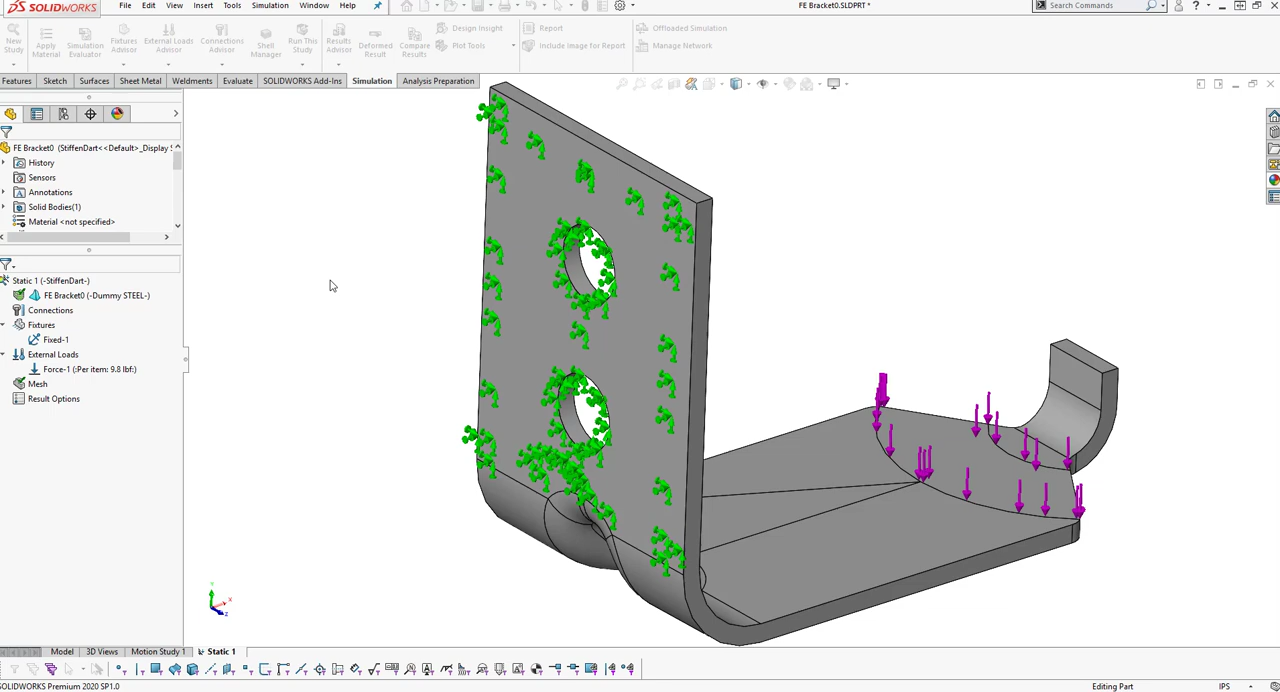 SOLIDWORKS File Edit View Insert Tools Simulation Window Help FE Bracket0.SLDPRT * Search Commands
New Study Apply Material Simulation Evaluator Fixtures Advisor External Loads Advisor Connections Advisor Shell Manager Run This Study Results Advisor Deformed Result Compare Results
Design Insight Report Offloaded Simulation
Plot Tools Include Image for Report Manage Network
Features Sketch Surfaces Sheet Metal Weldments Evaluate SOLIDWORKS Add-Ins Simulation Analysis Preparation
FE Bracket0 (StiffenDart<<Default>_Display S
History
Sensors
Annotations
Solid Bodies(1)
Material <not specified>
Static 1 (-StiffenDart-)
FE Bracket0 (-Dummy STEEL-)
Connections
Fixtures
Fixed-1
External Loads
Force-1 (:Per item: 9.8 lbf:)
Mesh
Result Options
Y
X
Z
Model 3D Views Motion Study 1 Static 1
SOLIDWORKS Premium 2020 SP1.0 Editing Part IPS